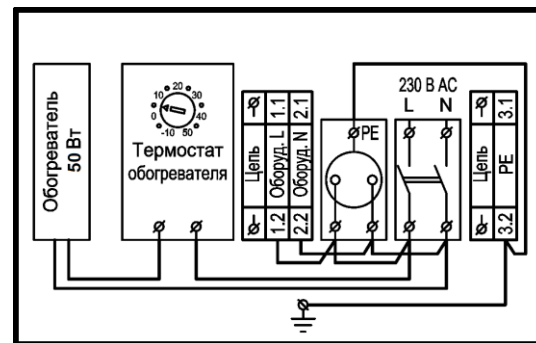 Обогреватель
50 Вт
20
10
30
0
40
-10
50
Термостат
обогревателя
Цепь
1.1
Оборуд. L
1.2
2.1
Оборуд. N
2.2
PE
230 В AC
L
N
Цепь
3.1
PE
3.2